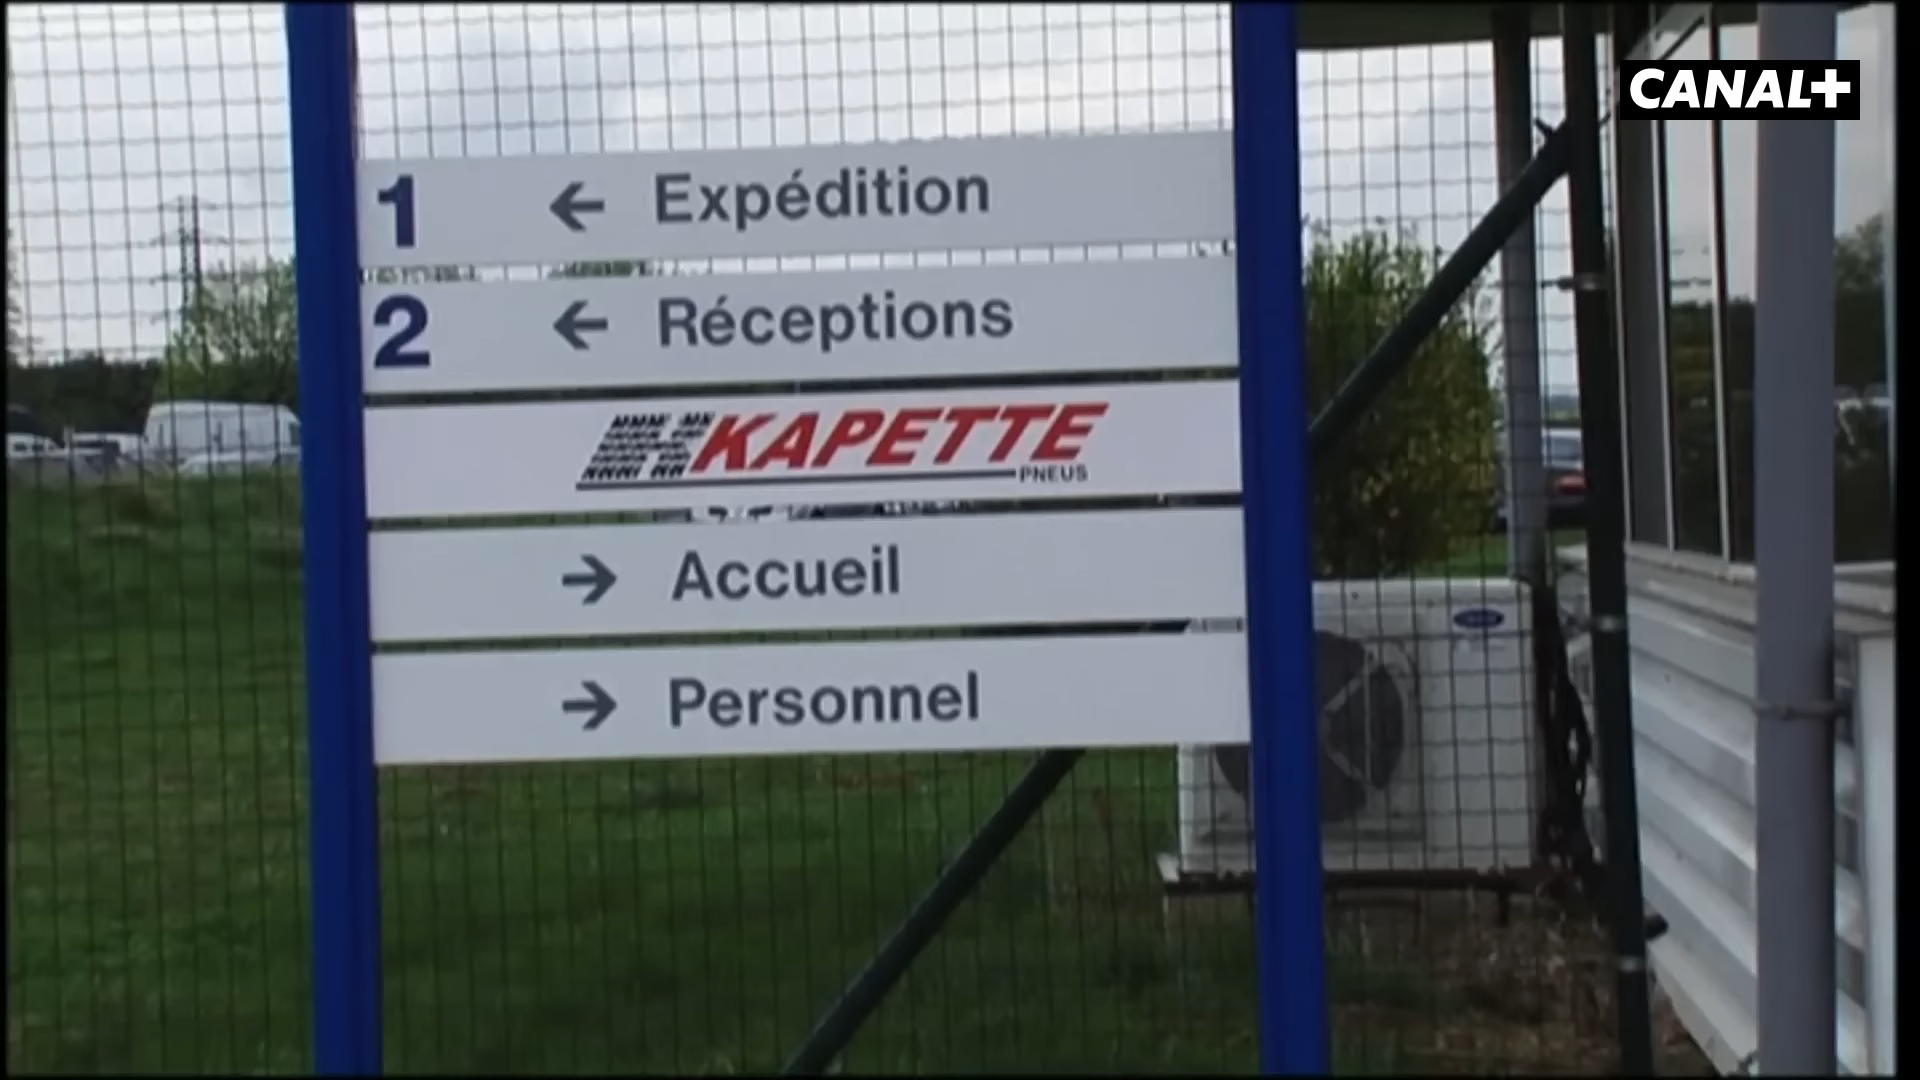 CANAL+
1 ← Expédition
2 ← Réceptions
KAPETTE
PNEUS
→ Accueil
→ Personnel